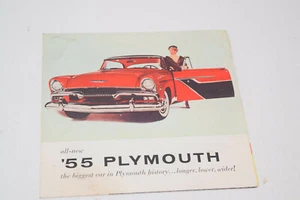 all-new
'55 PLYMOUTH
the biggest car in Plymouth history...longer, lower, wider!